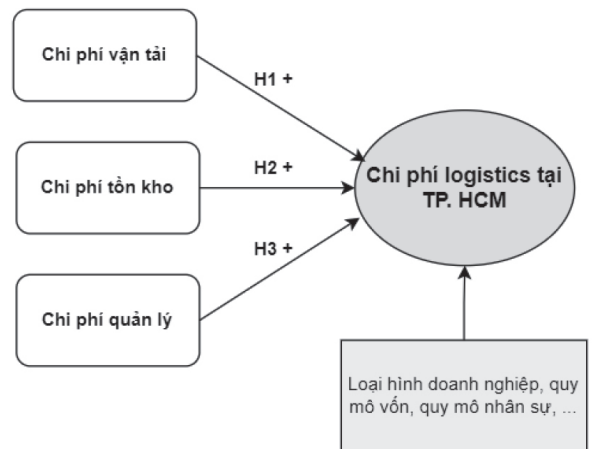 Chi phí vận tải
H1 +
Chi phí tồn kho
H2 +
Chi phí logistics tại
TP. HCM
H3 +
Chi phí quản lý
Loại hình doanh nghiệp, quy
mô vốn, quy mô nhân sự, ...